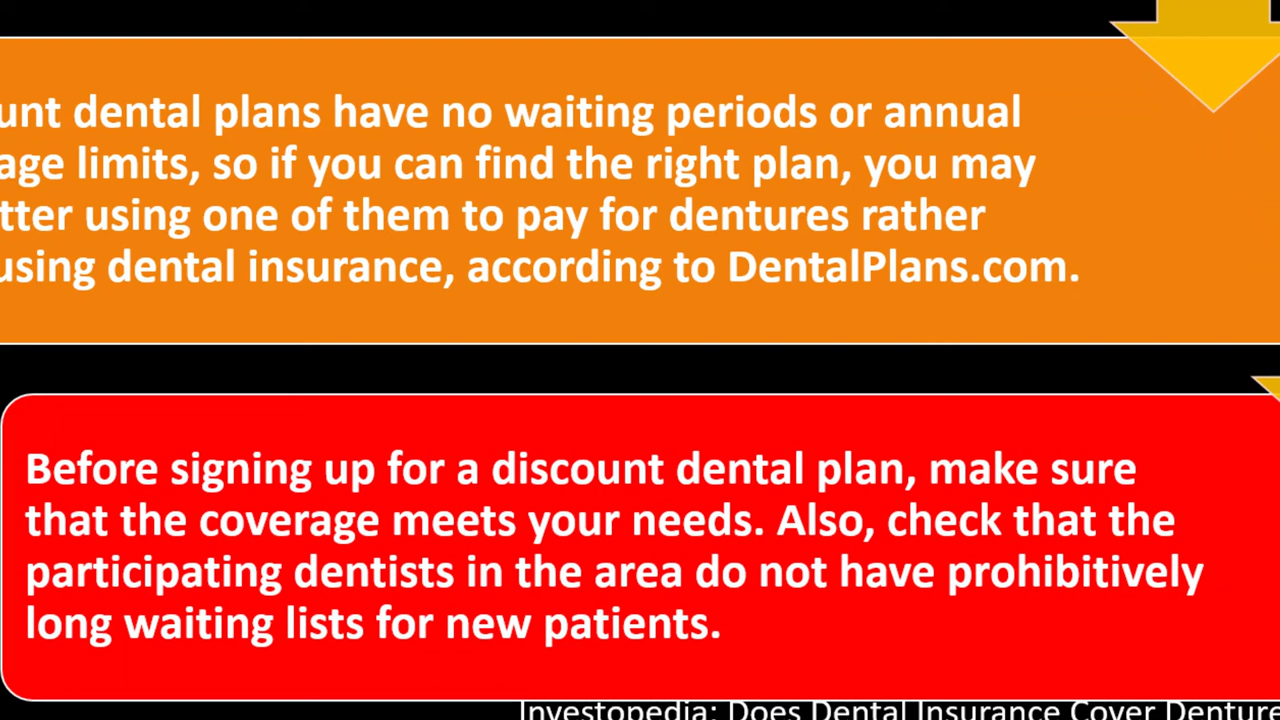 unt dental plans have no waiting periods or annual
age limits, so if you can find the right plan, you may
tter using one of them to pay for dentures rather
using dental insurance, according to DentalPlans.com.
Before signing up for a discount dental plan, make sure
that the coverage meets your needs. Also, check that the
participating dentists in the area do not have prohibitively
long waiting lists for new patients.
Investopedia: Does Dental Insurance Cover Denture